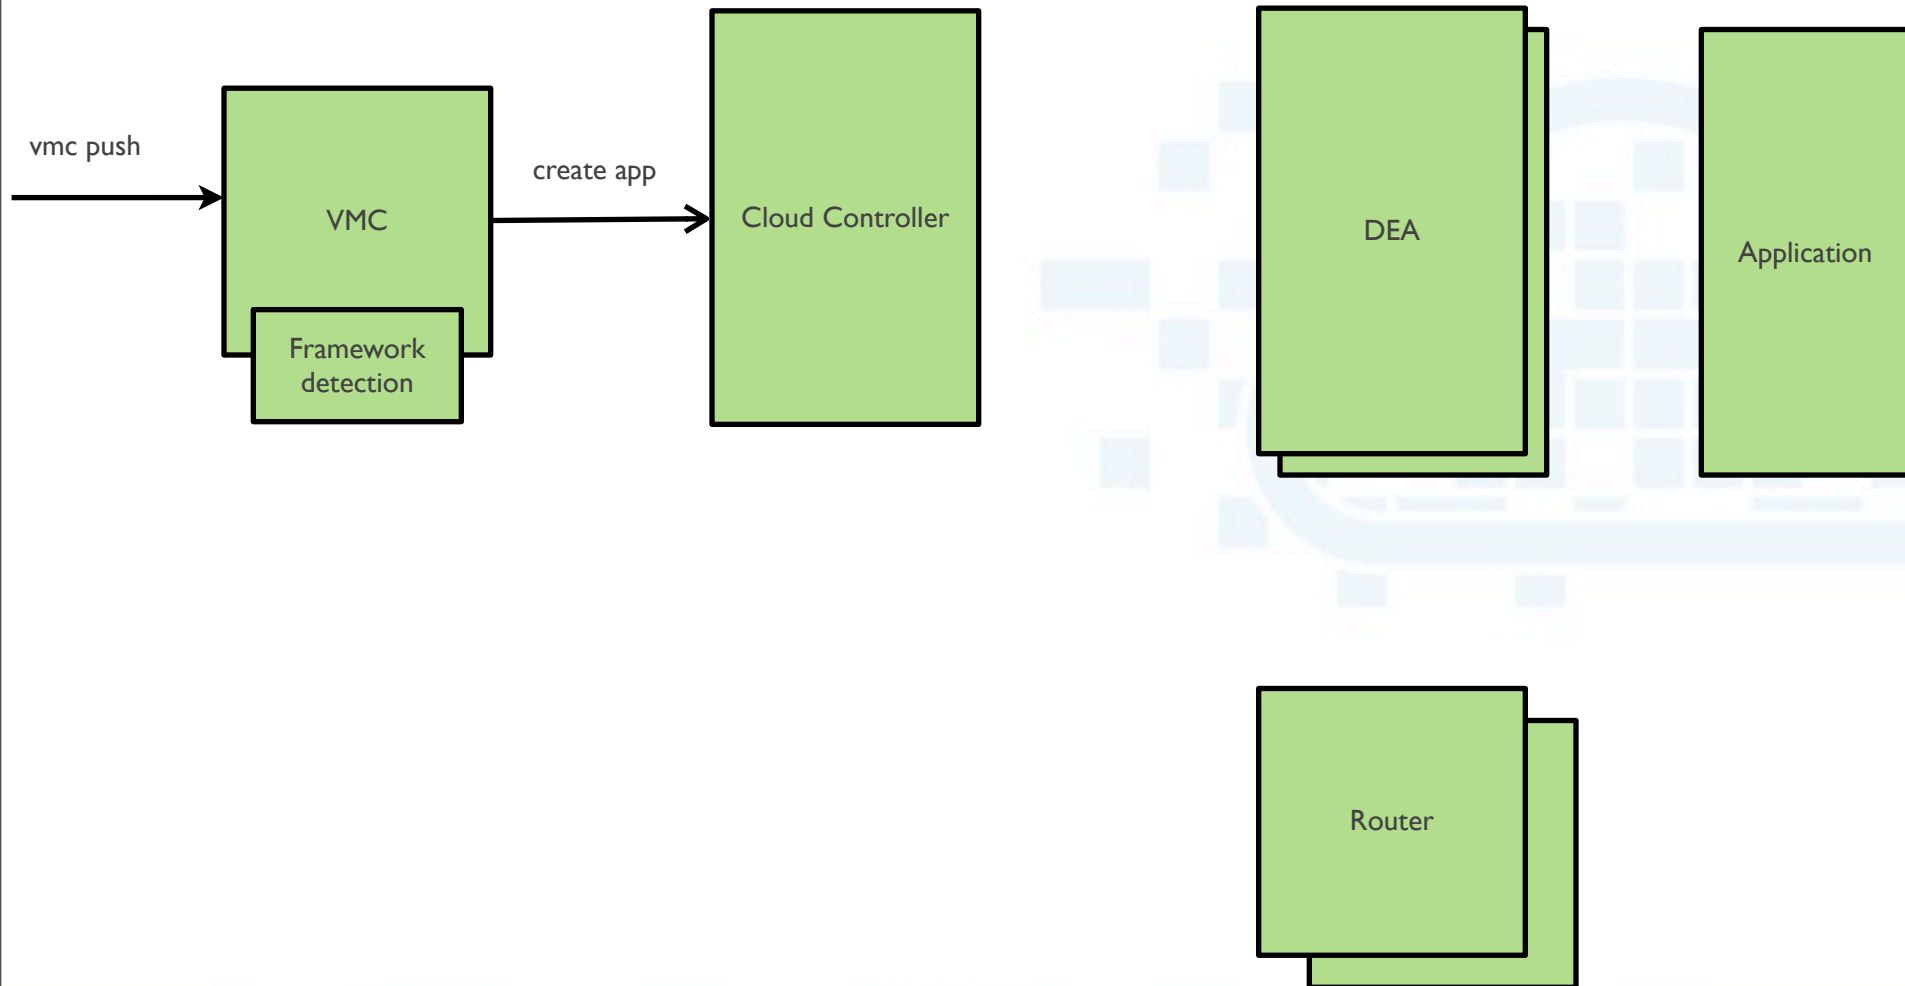 vmc push
VMC
Framework
detection
create app
Cloud Controller
DEA
Application
Router